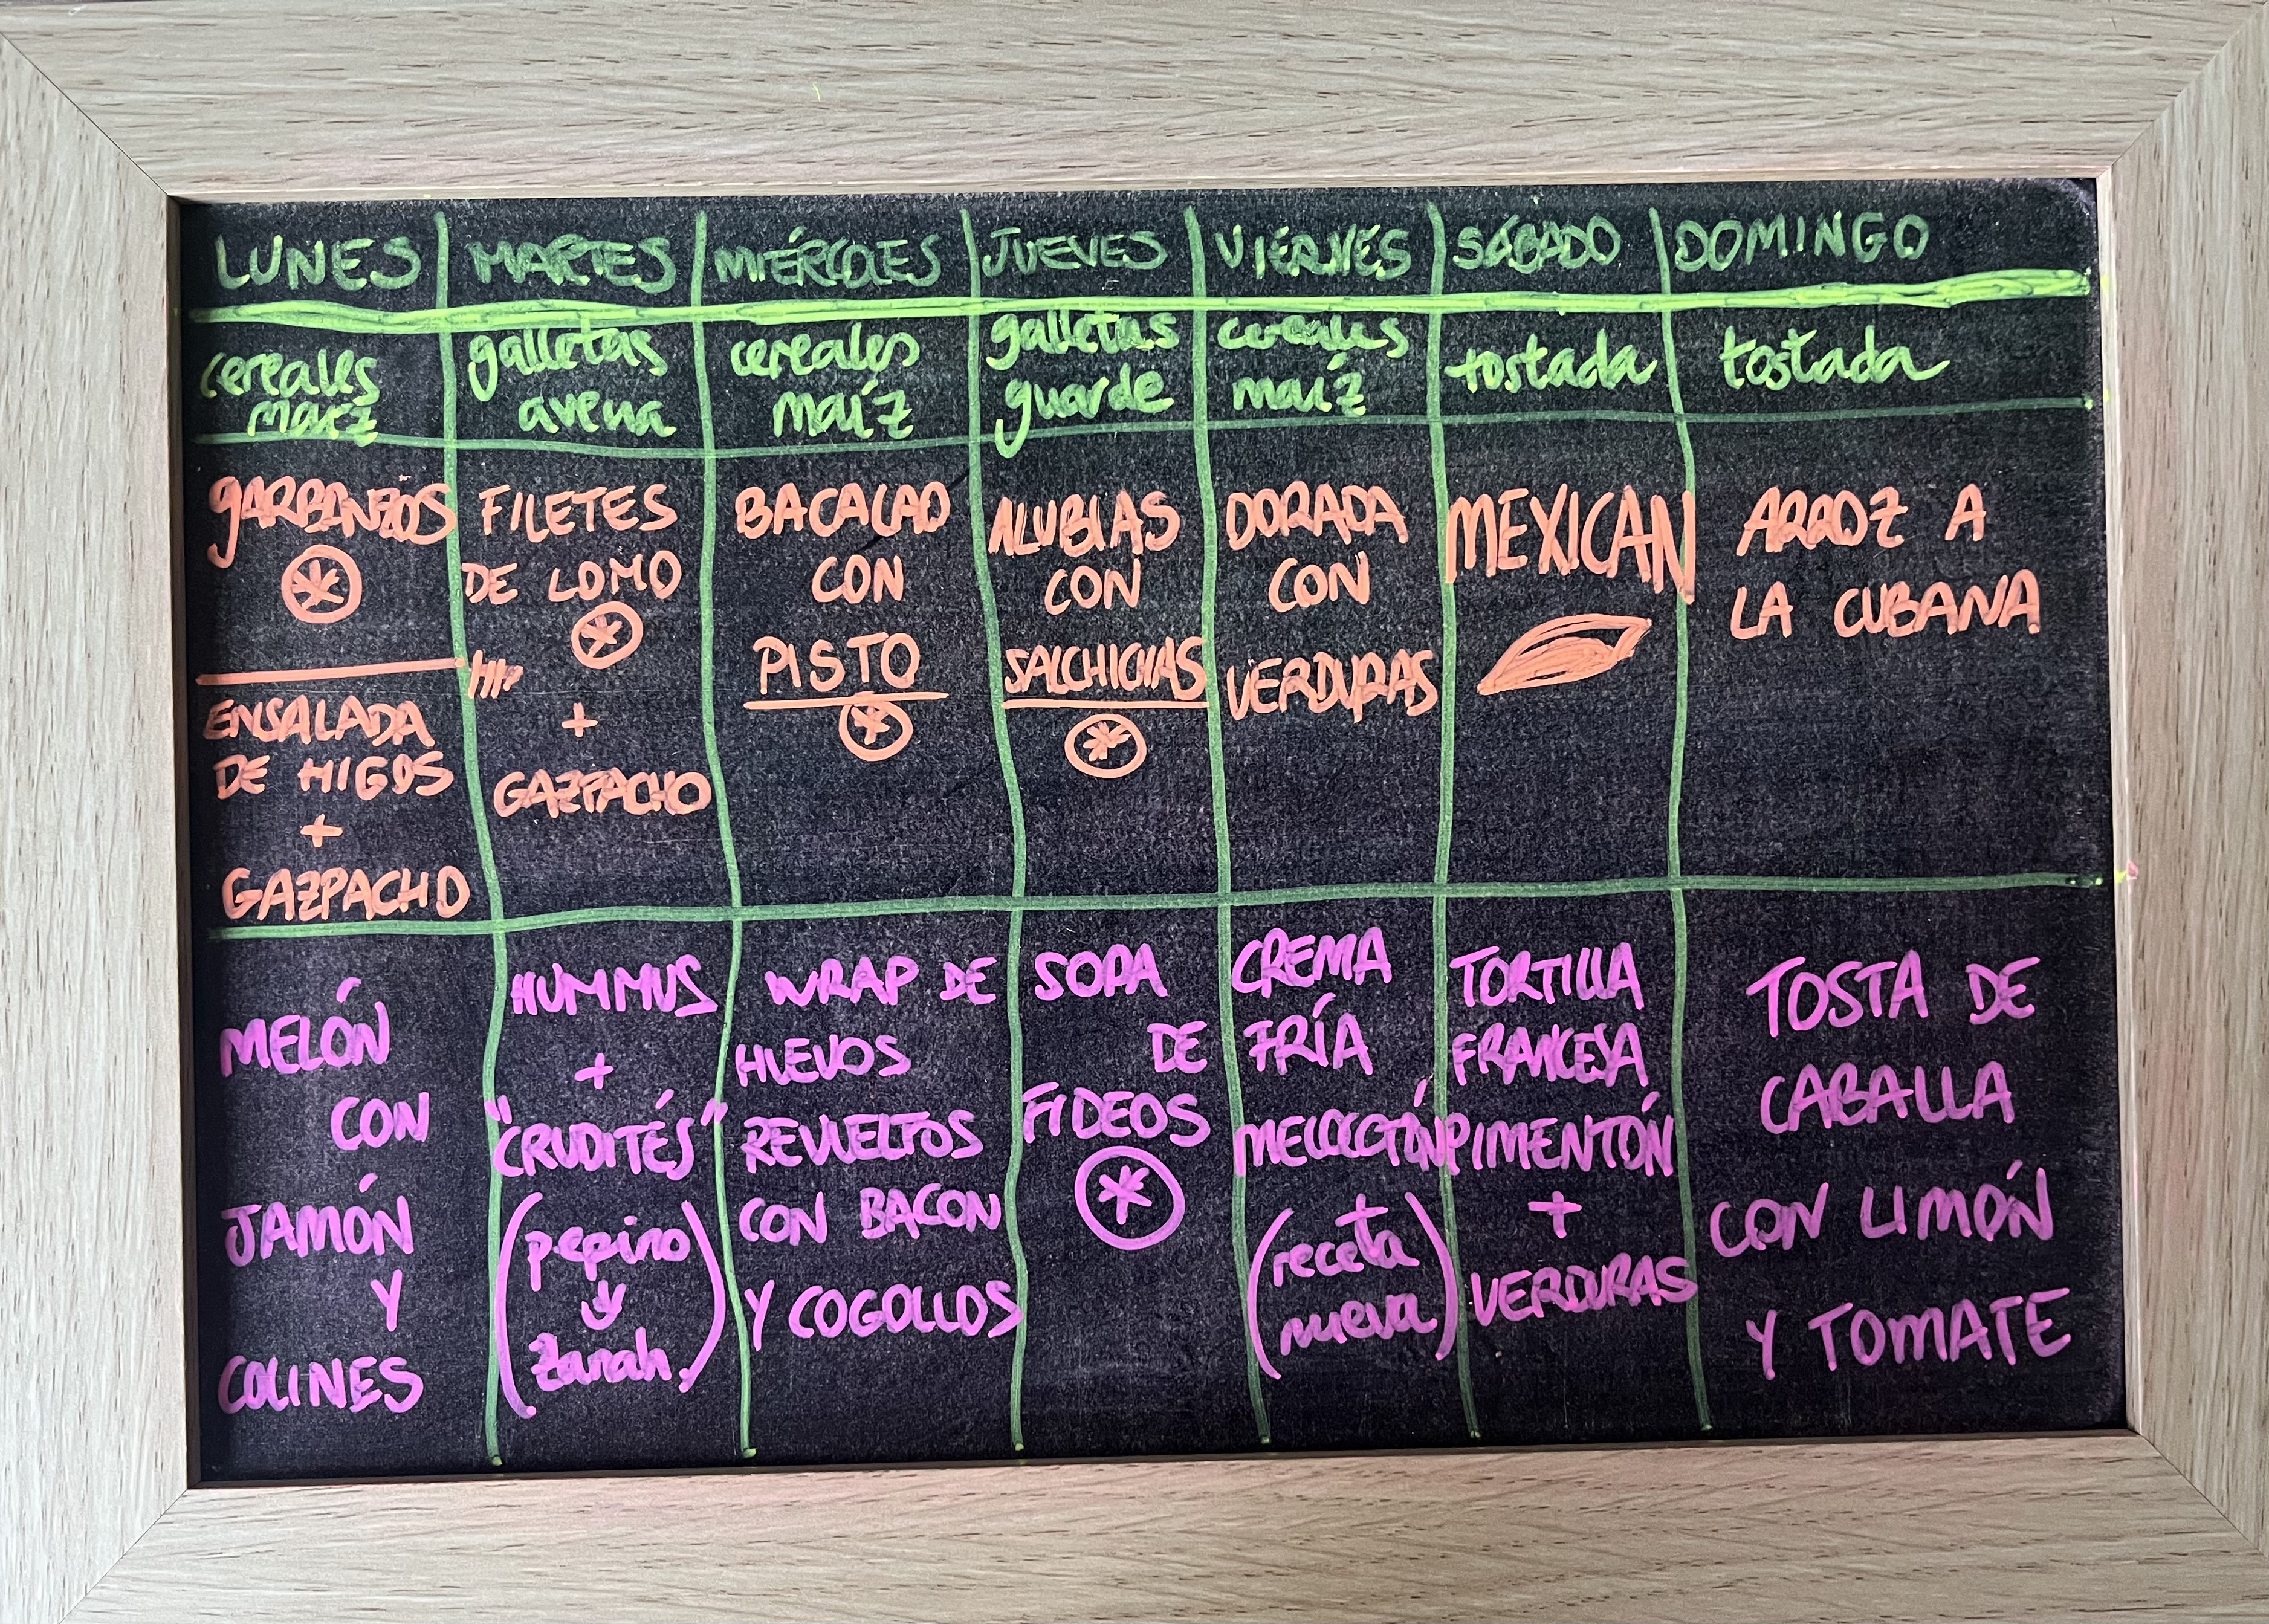 LUNES MARTES MIÉRCOLES JUEVES VIERNES SÁBADO DOMINGO
cereales
maíz
galletas
avena
cereales
maíz
galletas
guarde
cereales
maíz
tostada
tostada
GARBANZOS
ENSALADA
DE HIGOS
+
GAZPACHO
FILETES
DE LOMO
+
GAZPACHO
BACALAO
CON
PISTO
ALUBIAS
CON
SALCHICHAS
DORADA
CON
VERDURAS
MEXICAN
ARROZ A
LA CUBANA
MELÓN
CON
JAMÓN
Y
COLINES
HUMMUS
+
"CRUDITÉS"
(pepino
y
zanah.)
WRAP DE
HUEVOS
REVUELTOS
CON BACON
Y COGOLLOS
SOPA
DE
FIDEOS
CREMA
FRÍA
MELOCOTÓN
(receta
nueva)
TORTILLA
FRANCESA
PIMENTÓN
+
VERDURAS
TOSTA DE
CABALLA
CON LIMÓN
Y TOMATE